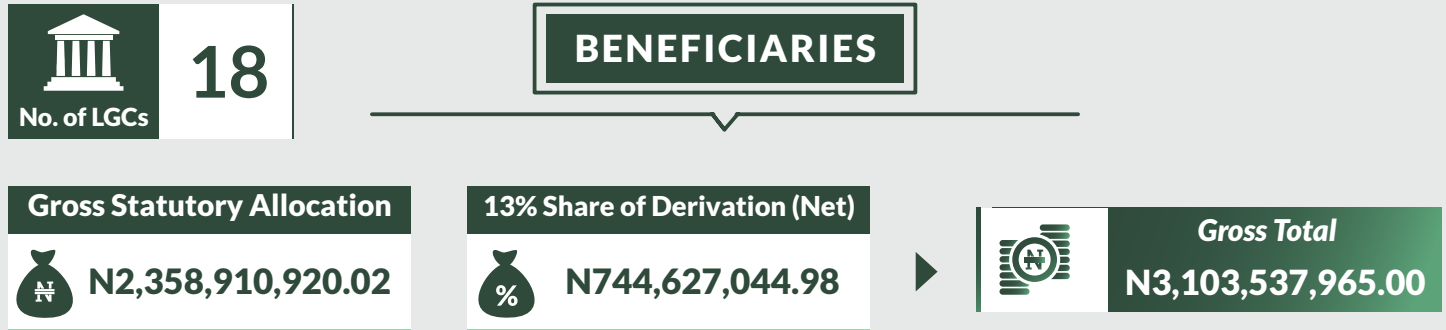 No. of LGCs
18
BENEFICIARIES
Gross Statutory Allocation
N2,358,910,920.02
13% Share of Derivation (Net)
%
N744,627,044.98
Gross Total
N3,103,537,965.00